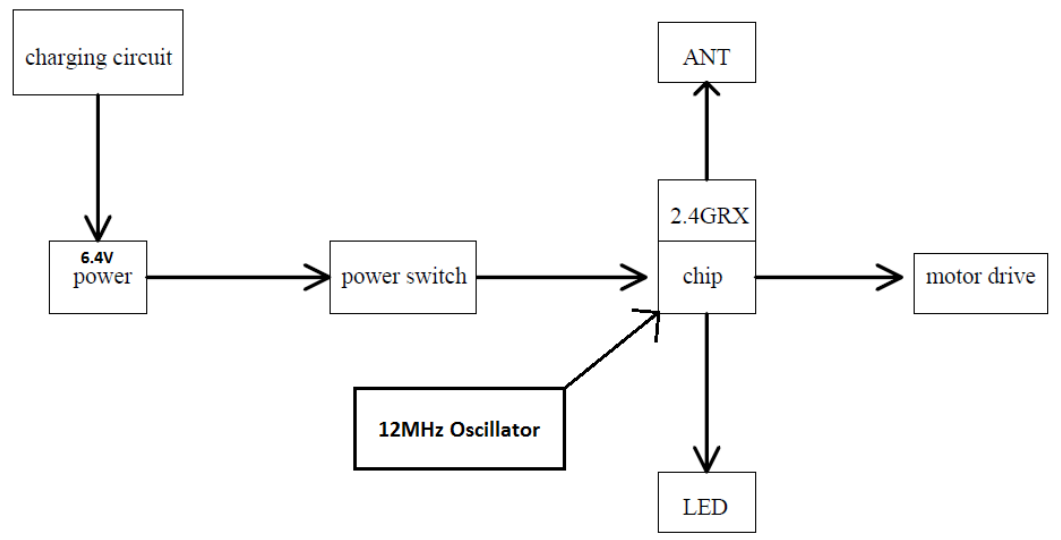 charging circuit
ANT
2.4GRX
6.4V
power
power switch
chip
motor drive
12MHz Oscillator
LED